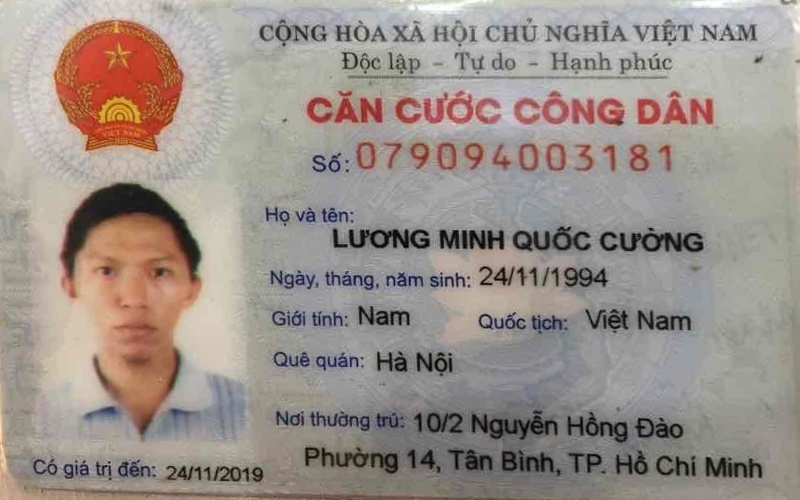 CỘNG HÒA XÃ HỘI CHỦ NGHĨA VIỆT NAM
Độc lập - Tự do - Hạnh phúc
CĂN CƯỚC CÔNG DÂN
Số: 079094003181
Họ và tên:
LƯƠNG MINH QUỐC CƯỜNG
Ngày, tháng, năm sinh: 24/11/1994
Giới tính: Nam Quốc tịch: Việt Nam
Quê quán: Hà Nội
Nơi thường trú: 10/2 Nguyễn Hồng Đào
Phường 14, Tân Bình, TP. Hồ Chí Minh
Có giá trị đến: 24/11/2019
VIỆT NAM